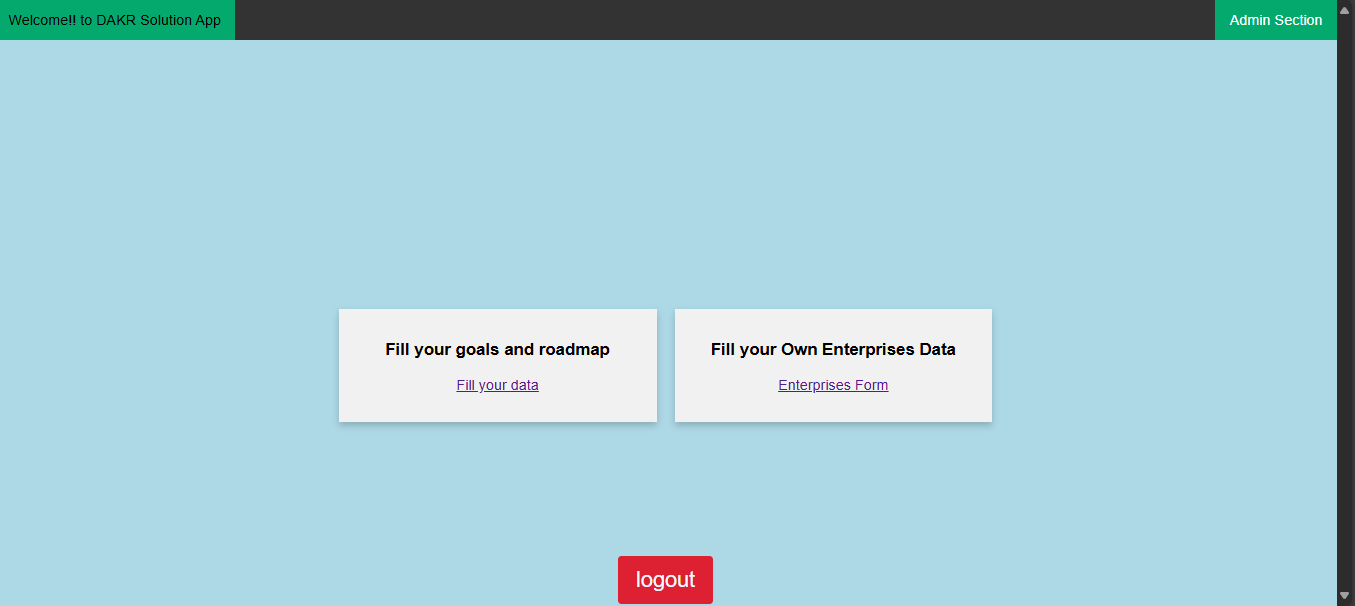 Welcome!! to DAKR Solution App
Admin Section
Fill your goals and roadmap
Fill your data
Fill your Own Enterprises Data
Enterprises Form
logout